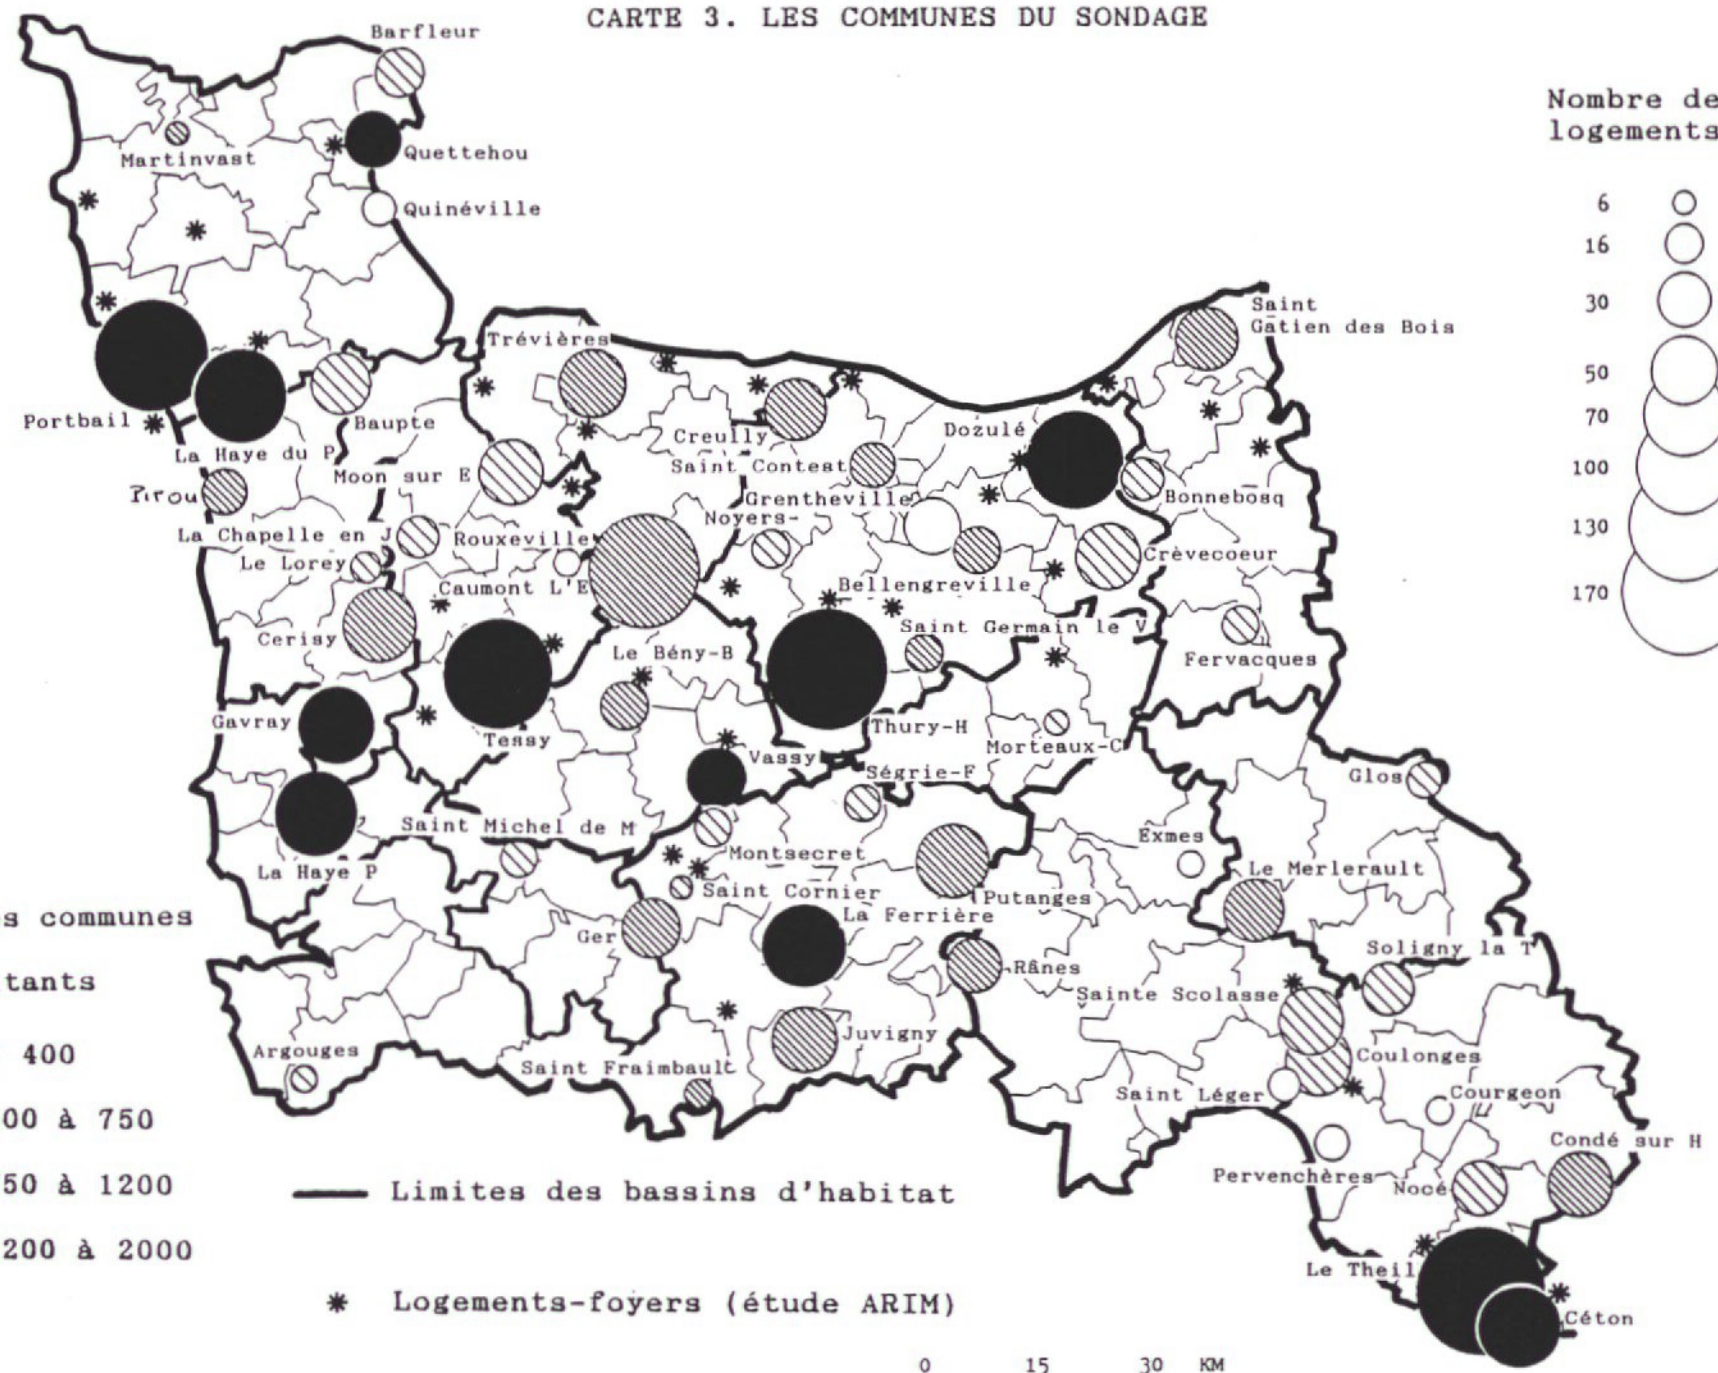 CARTE 3. LES COMMUNES DU SONDAGE
Barfleur
Martinvast
Quettehou
Quinéville
Nombre de
logements
6
16
30
50
70
100
130
170
Saint
Gatien des Bois
Trévières
Portbail
Baupte
Creully
Dozulé
La Haye du P
Moon sur E
Saint Contest
Pirou
Grentheville
Bonnebosq
Noyers-
La Chapelle en J
Rouxeville
Le Lorey
Crèvecoeur
Caumont L'E
Bellengreville
Cerisy
Saint Germain le V
Le Bény-B
Fervacques
Gavray
Tessy
Thury-H
Morteaux-C
Vassy
Ségrie-F
Glos
Saint Michel de M
Exmes
Montsecret
La Haye P
Le Merlerault
Saint Cornier
Putanges
La Ferrière
Ger
Soligny la T
Rânes
Sainte Scolasse
Juvigny
Argouges
Coulonges
Saint Fraimbault
Saint Léger
Courgeon
Condé sur H
Pervenchères
Nocé
Le Theil
Céton
s communes
tants
400
00 à 750
50 à 1200
200 à 2000
Limites des bassins d'habitat
* Logements-foyers (étude ARIM)
0 15 30 KM